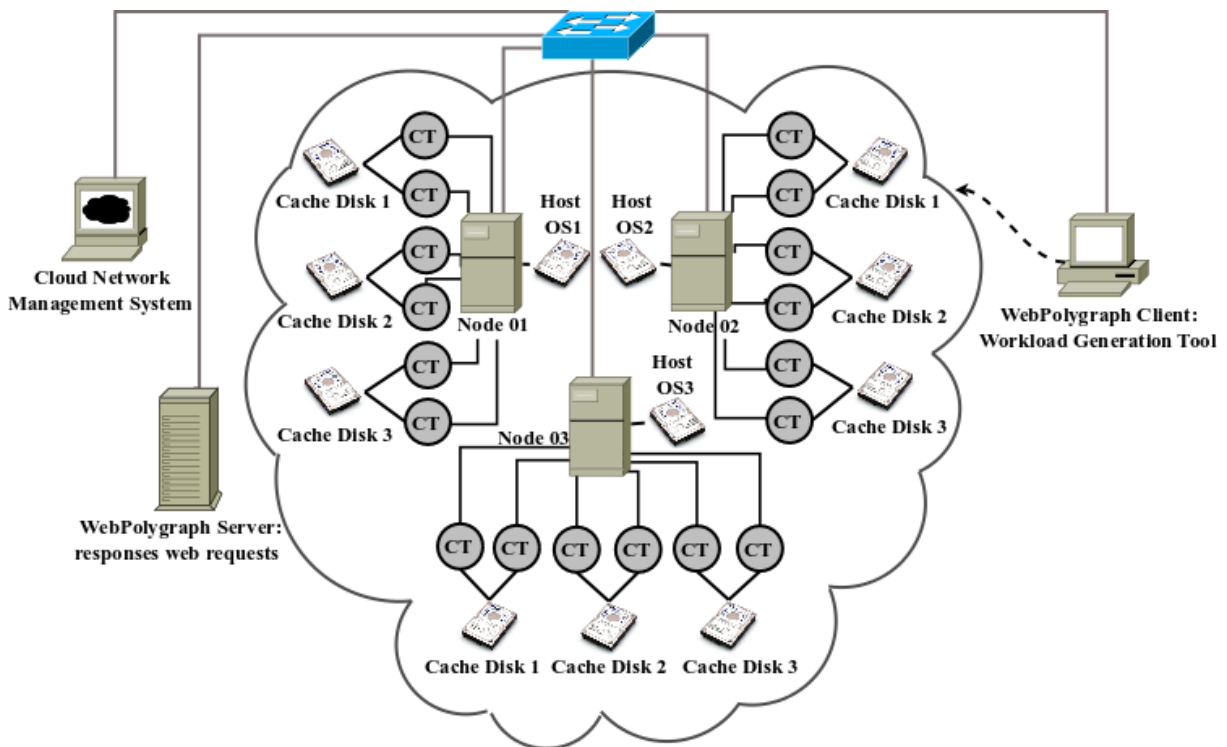 CT
CT
Cache Disk 1
CT
Cache Disk 2
CT
CT
Cache Disk 3
CT
Host
OS1
Node 01
Host
OS2
Node 02
CT
CT
Cache Disk 1
CT
Cache Disk 2
CT
CT
Cache Disk 3
CT
Cloud Network
Management System
WebPolygraph Client:
Workload Generation Tool
Host
OS3
Node 03
WebPolygraph Server:
responses web requests
CT CT CT CT CT CT
Cache Disk 1 Cache Disk 2 Cache Disk 3